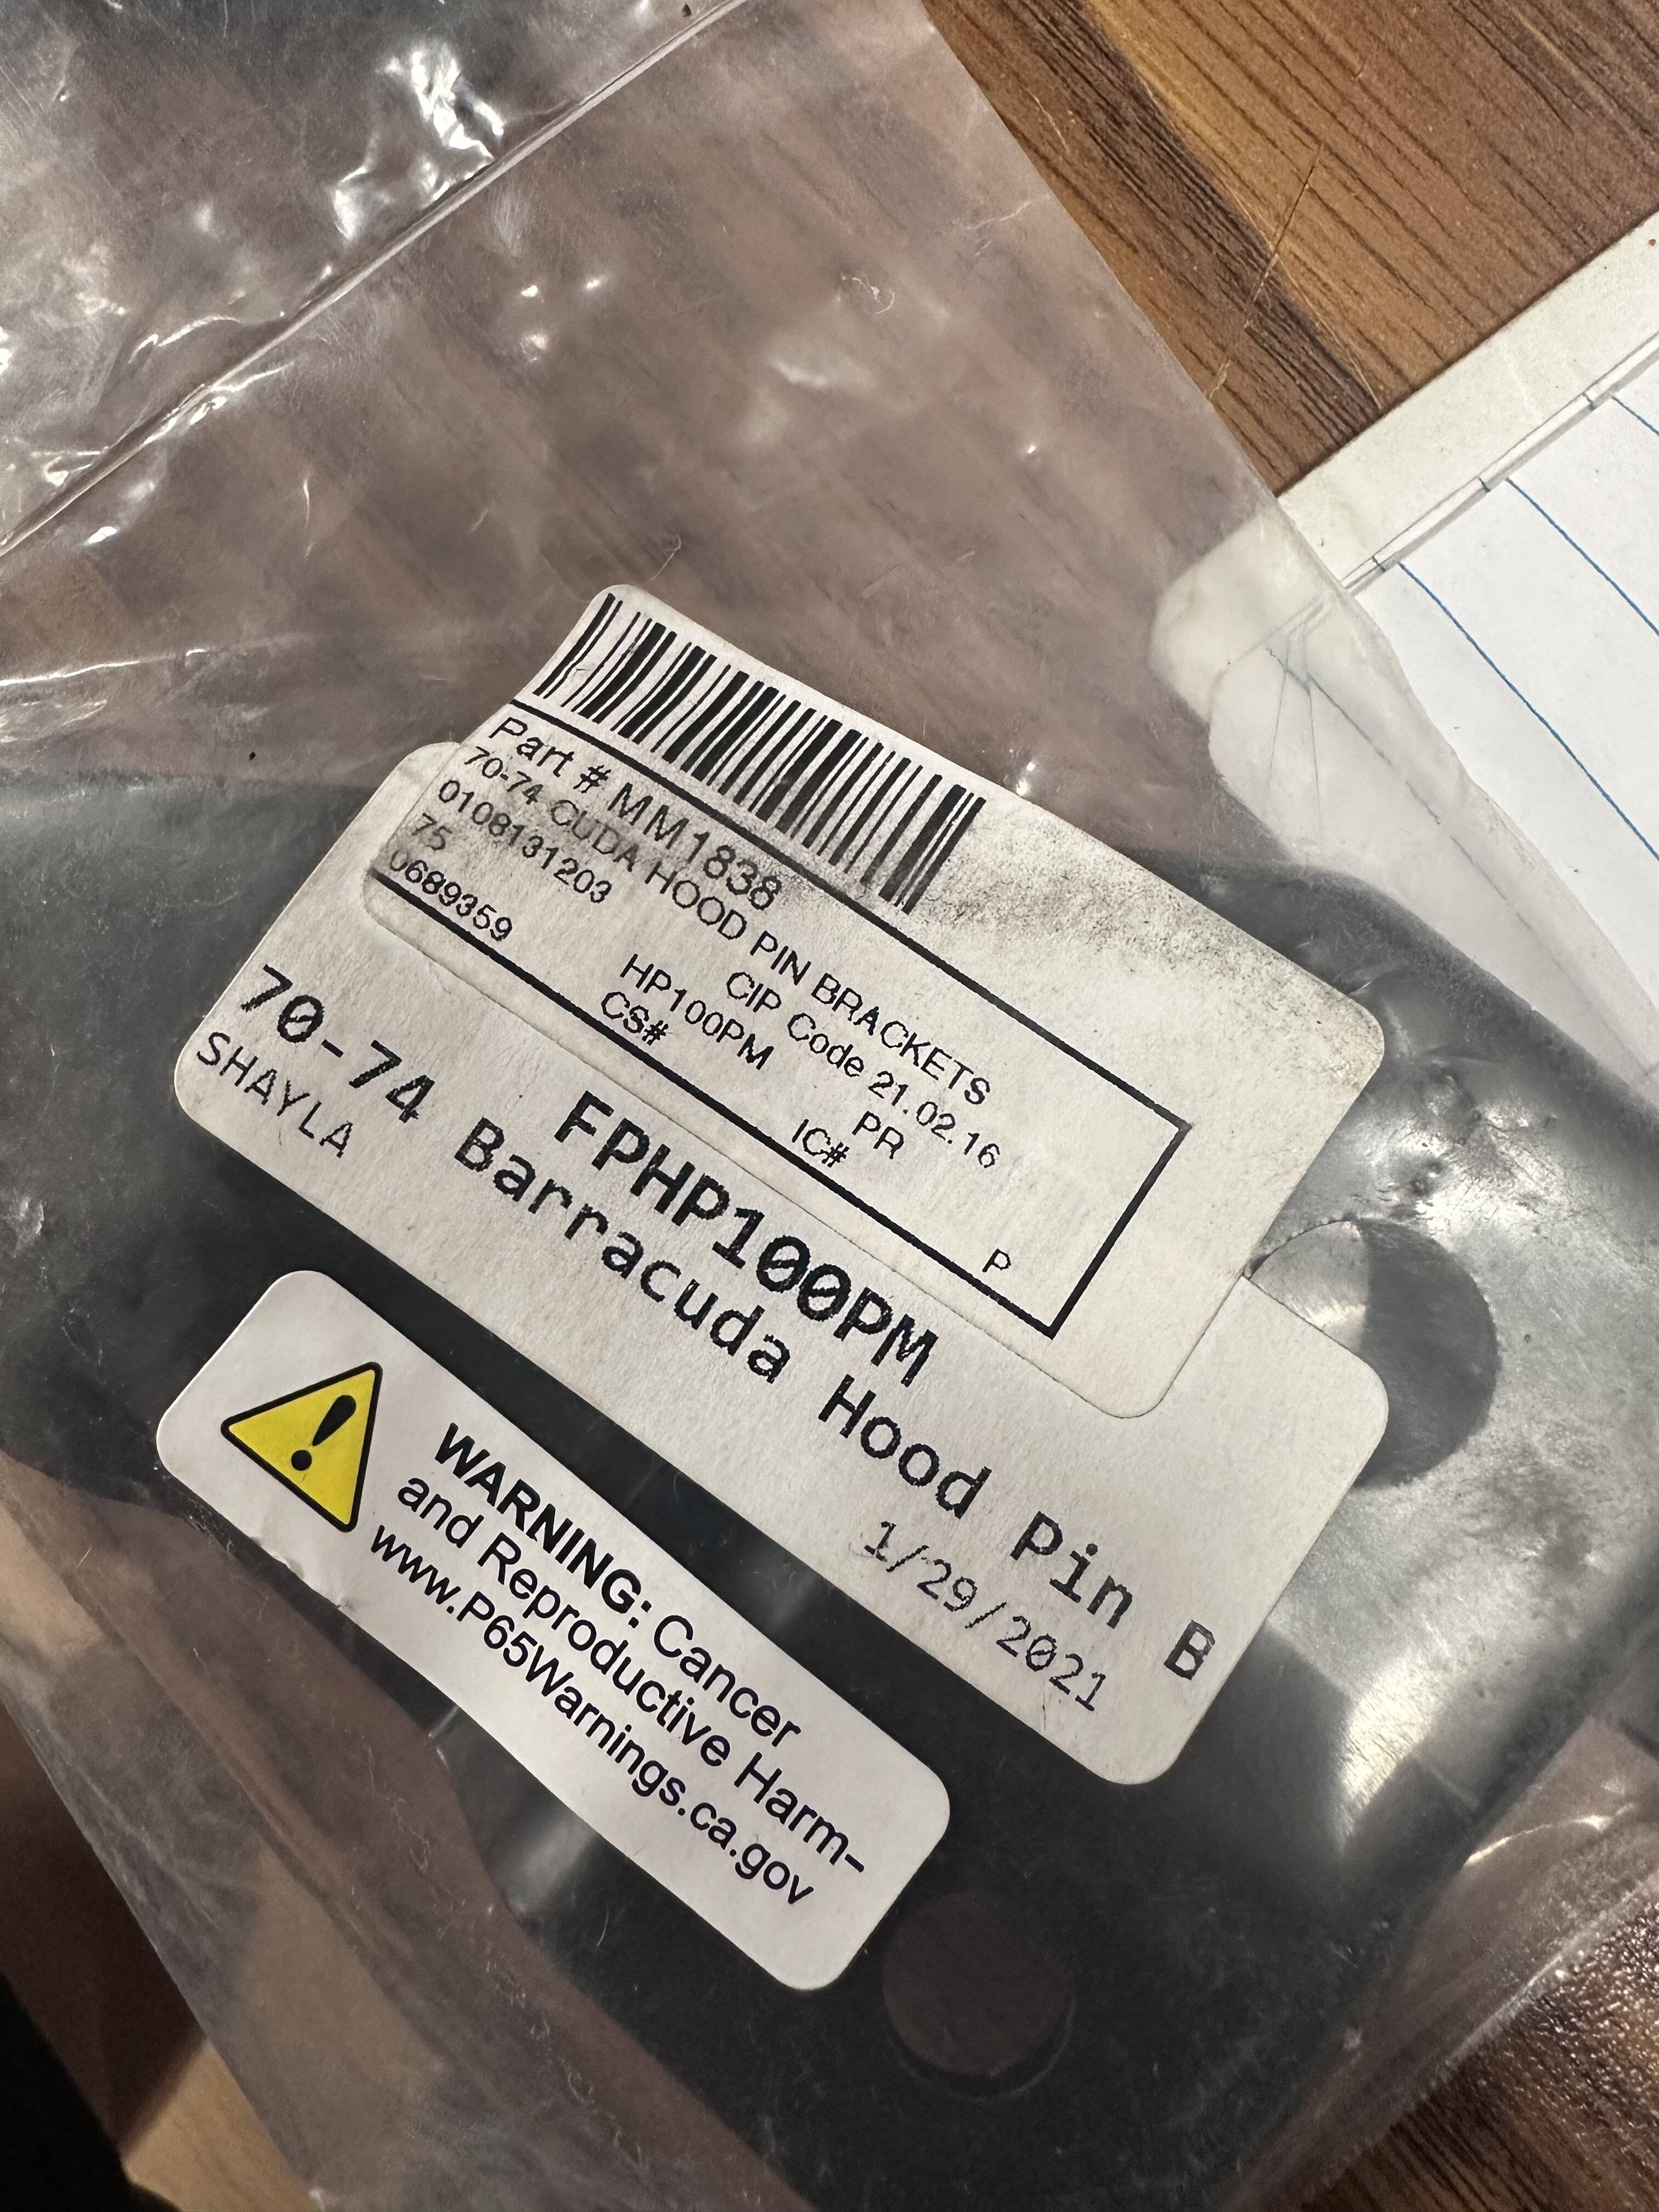 Part # MM1838
70-74 CUDA HOOD PIN BRACKETS
0108131203 CIP Code 21.02.16
75 HP100PM PR
0689359 CS# IC# P
FPHP100PM
70-74 Barracuda Hood Pin B
SHAYLA 1/29/2021
WARNING: Cancer
and Reproductive Harm-
www.P65Warnings.ca.gov